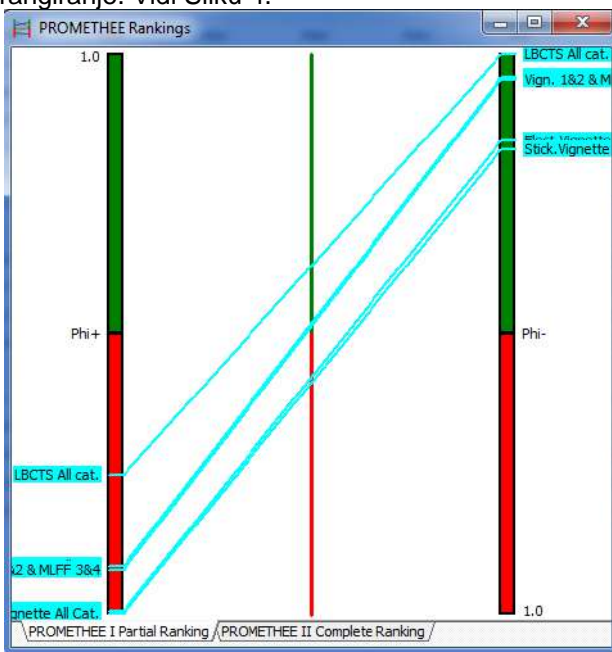 rangiranje. Vidi Sliku 4.
PROMETHEE Rankings
1.0
LBCTS All cat.
Vign. 1&2 & M
Stick.Vignette
Phi+
Phi-
LBCTS All cat.
&2 & MLFF 3&4
gnette All Cat.
1.0
PROMETHEE I Partial Ranking PROMETHEE II Complete Ranking